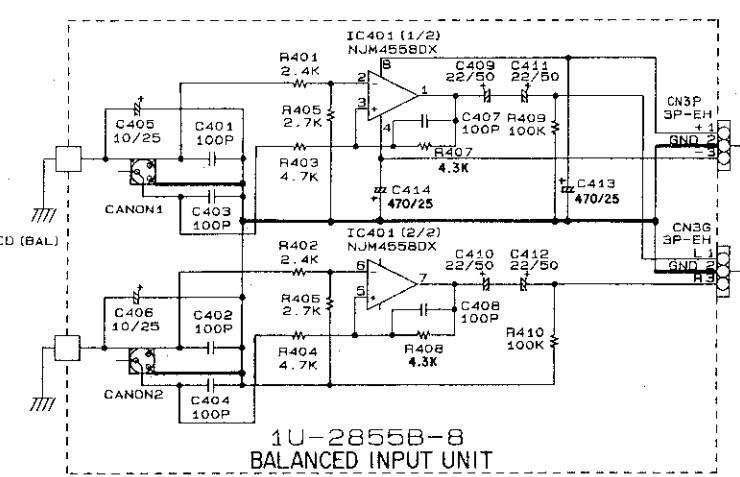 IC401 (1/2)
NJM4558DX
R401
2.4K
2
8
1
3
4
C409
22/50
C411
22/50
CN3P
3P-EH
+ 1
GND 2
- 3
C405
10/25
C401
100P
R405
2.7K
C407
100P
R409
100K
R403
4.7K
R407
4.3K
CANON1
C403
100P
C414
470/25
C413
470/25
CD (BAL)
IC401 (2/2)
NJM4558DX
R402
2.4K
6
7
5
C410
22/50
C412
22/50
CN3G
3P-EH
L 1
GND 2
R 3
C406
10/25
C402
100P
R406
2.7K
C408
100P
R410
100K
R404
4.7K
R408
4.3K
CANON2
C404
100P
1U-2855B-8
BALANCED INPUT UNIT